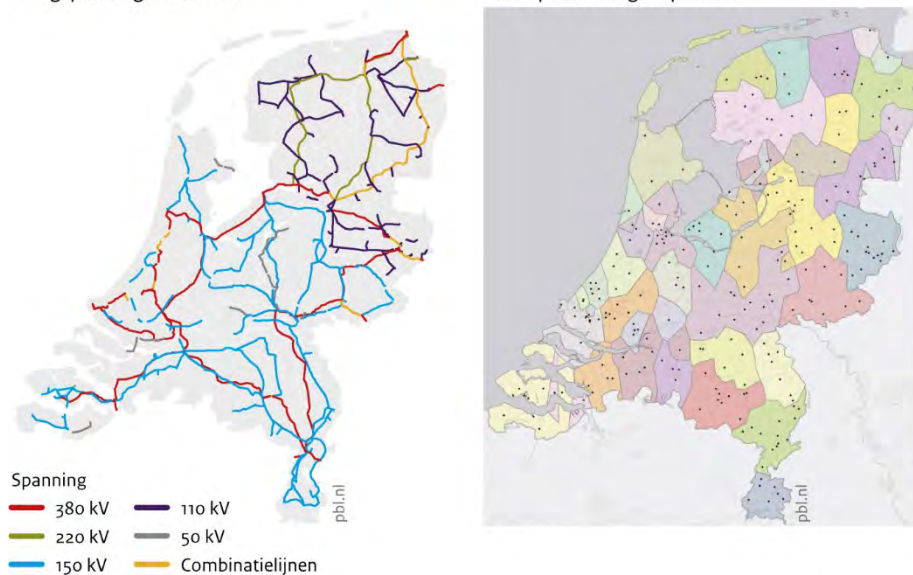 Spanning
380 kV
220 kV
150 kV
110 kV
50 kV
Combinatielijnen
pbl.nl
pbl.nl